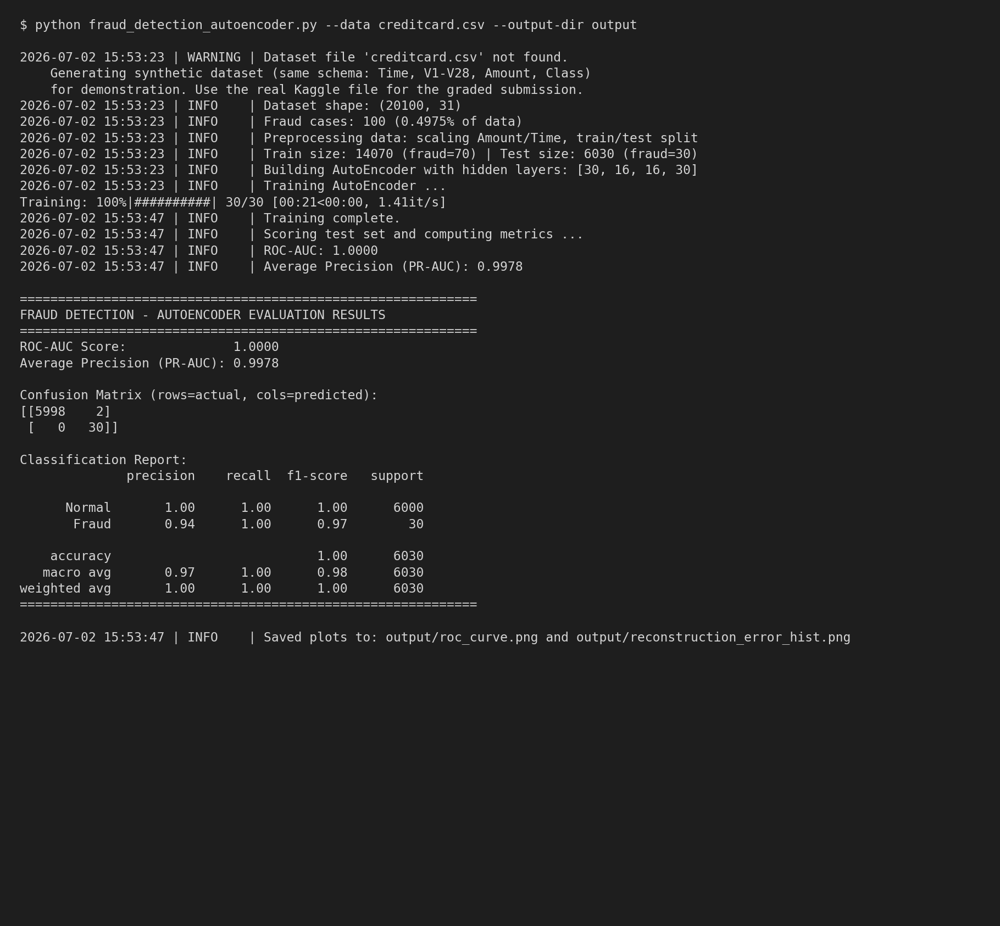 $ python fraud_detection_autoencoder.py --data creditcard.csv --output-dir output

2026-07-02 15:53:23 | WARNING | Dataset file 'creditcard.csv' not found.
    Generating synthetic dataset (same schema: Time, V1-V28, Amount, Class)
    for demonstration. Use the real Kaggle file for the graded submission.
2026-07-02 15:53:23 | INFO    | Dataset shape: (20100, 31)
2026-07-02 15:53:23 | INFO    | Fraud cases: 100 (0.4975% of data)
2026-07-02 15:53:23 | INFO    | Preprocessing data: scaling Amount/Time, train/test split
2026-07-02 15:53:23 | INFO    | Train size: 14070 (fraud=70) | Test size: 6030 (fraud=30)
2026-07-02 15:53:23 | INFO    | Building AutoEncoder with hidden layers: [30, 16, 16, 30]
2026-07-02 15:53:23 | INFO    | Training AutoEncoder ...
Training: 100%|##########| 30/30 [00:21<00:00, 1.41it/s]
2026-07-02 15:53:47 | INFO    | Training complete.
2026-07-02 15:53:47 | INFO    | Scoring test set and computing metrics ...
2026-07-02 15:53:47 | INFO    | ROC-AUC: 1.0000
2026-07-02 15:53:47 | INFO    | Average Precision (PR-AUC): 0.9978

============================================================
FRAUD DETECTION - AUTOENCODER EVALUATION RESULTS
============================================================
ROC-AUC Score:              1.0000
Average Precision (PR-AUC): 0.9978

Confusion Matrix (rows=actual, cols=predicted):
[[5998    2]
 [   0   30]]

Classification Report:
              precision    recall  f1-score   support

      Normal       1.00      1.00      1.00      6000
       Fraud       0.94      1.00      0.97        30

    accuracy                           1.00      6030
   macro avg       0.97      1.00      0.98      6030
weighted avg       1.00      1.00      1.00      6030
============================================================

2026-07-02 15:53:47 | INFO    | Saved plots to: output/roc_curve.png and output/reconstruction_error_hist.png